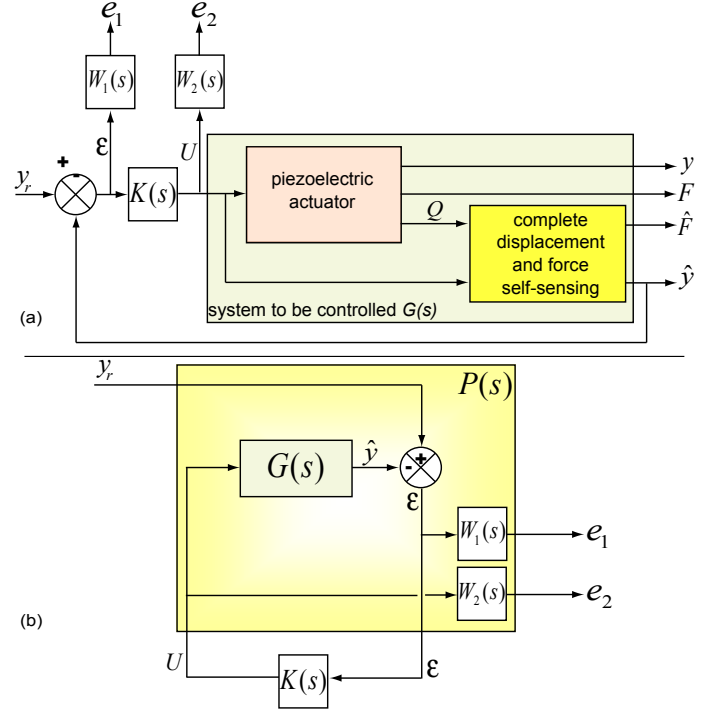 e₁
e₂
W₁(s)
W₂(s)
ε
U
+
-
yᵣ
K(s)
piezoelectric
actuator
y
F
Q
complete
displacement
and force
self-sensing
F̂
ŷ
system to be controlled G(s)
(a)
yᵣ
P(s)
G(s)
ŷ
-
+
ε
W₁(s)
e₁
W₂(s)
e₂
(b)
U
K(s)
ε